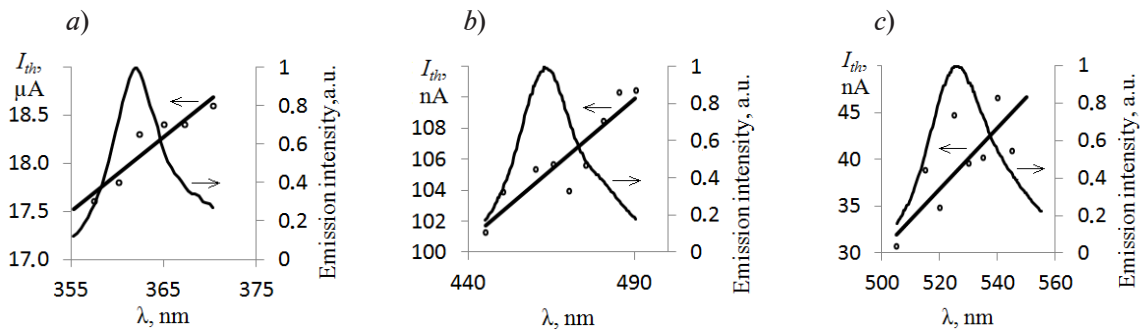 a)
I_th,
µA
18.5
18.0
17.5
17.0
355 365 375
λ, nm
1
0.8
0.6
0.4
0.2
0
Emission intensity,a.u.
b)
I_th,
nA
108
106
104
102
100
440 490
λ, nm
1
0.8
0.6
0.4
0.2
0
Emission intensity, a.u.
c)
I_th,
nA
45
40
35
30
500 520 540 560
λ, nm
1
0.8
0.6
0.4
0.2
0
Emission intensity, a.u.